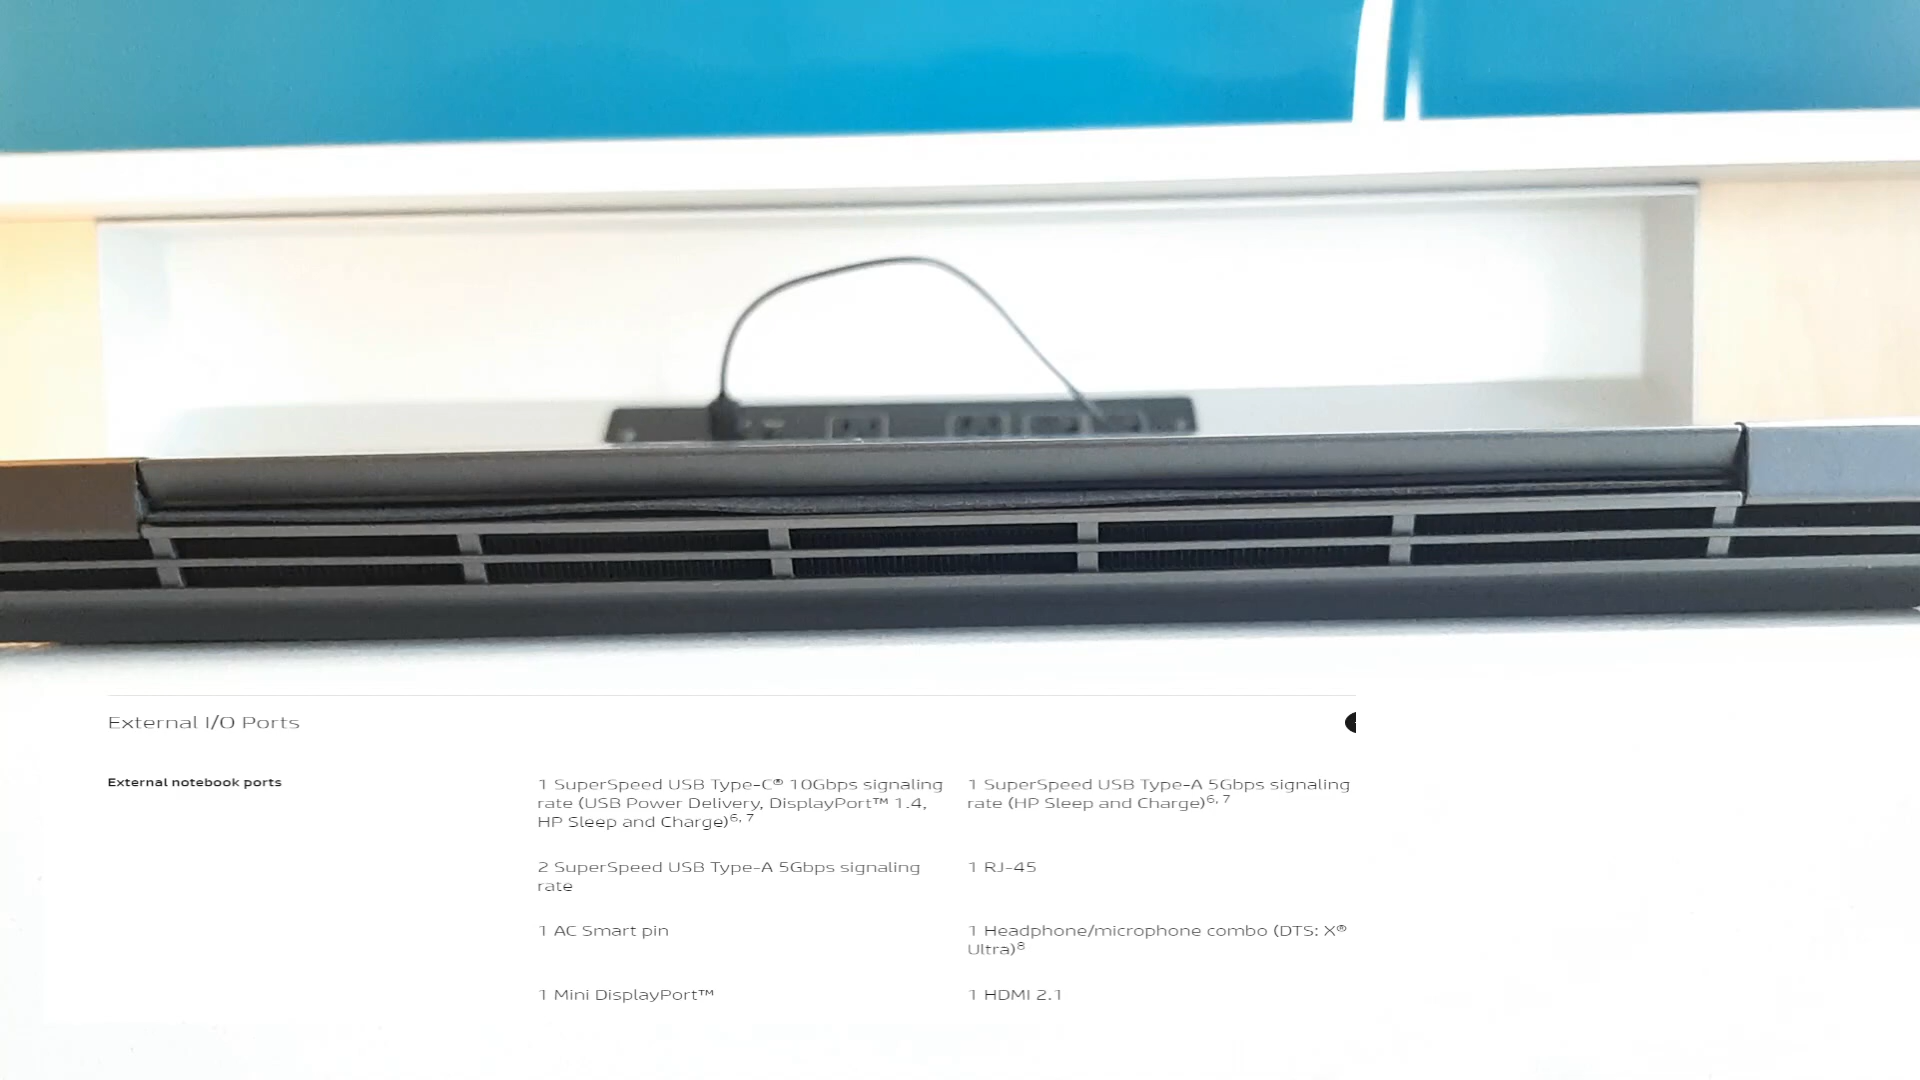 External I/O Ports
External notebook ports
1 SuperSpeed USB Type-C® 10Gbps signaling
rate (USB Power Delivery, DisplayPort™ 1.4,
HP Sleep and Charge)6, 7
1 SuperSpeed USB Type-A 5Gbps signaling
rate (HP Sleep and Charge)6, 7
2 SuperSpeed USB Type-A 5Gbps signaling
rate
1 RJ-45
1 AC Smart pin
1 Headphone/microphone combo (DTS: X®
Ultra)8
1 Mini DisplayPort™
1 HDMI 2.1